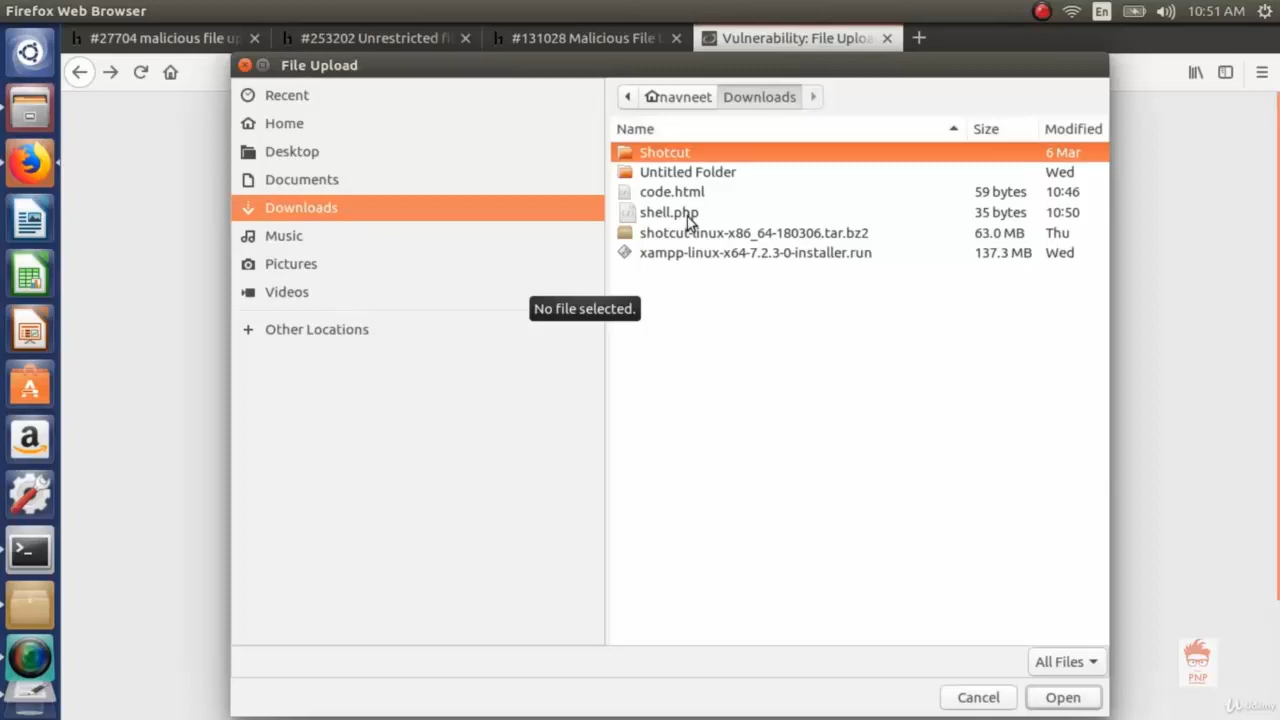 Firefox Web Browser
En
10:51 AM
#27704 malicious file up
#253202 Unrestricted fi
#131028 Malicious File U
Vulnerability: File Uploa
File Upload
Recent
Home
Desktop
Documents
Downloads
Music
Pictures
Videos
Other Locations
navneet
Downloads
Name Size Modified
Shotcut 6 Mar
Untitled Folder Wed
code.html 59 bytes 10:46
shell.php 35 bytes 10:50
shotcut-linux-x86_64-180306.tar.bz2 63.0 MB Thu
xampp-linux-x64-7.2.3-0-installer.run 137.3 MB Wed
No file selected.
All Files
Cancel
Open
PNP
Udemy